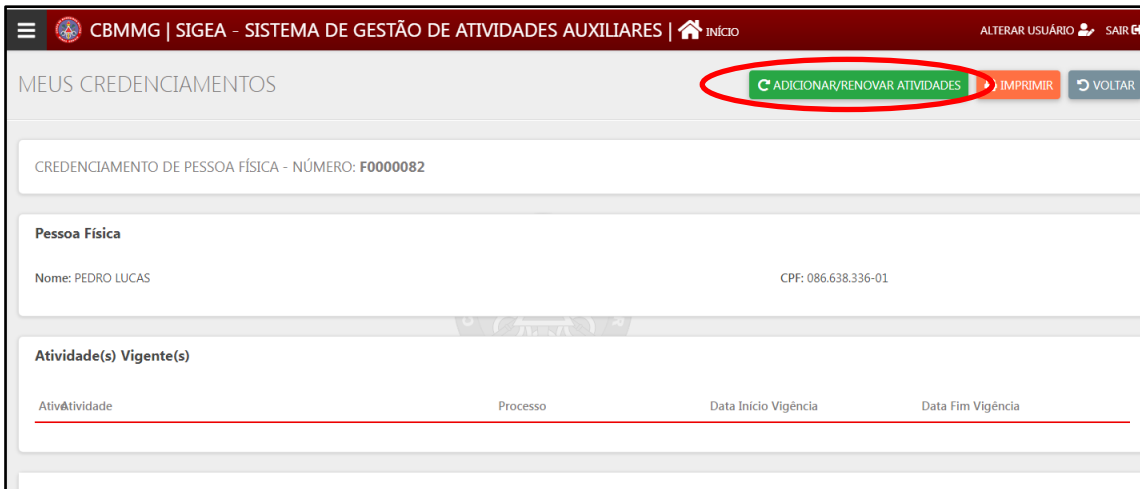 CBMMG | SIGEA - SISTEMA DE GESTÃO DE ATIVIDADES AUXILIARES | INÍCIO ALTERAR USUÁRIO SAIR
MEUS CREDENCIAMENTOS ADICIONAR/RENOVAR ATIVIDADES IMPRIMIR VOLTAR
CREDENCIAMENTO DE PESSOA FÍSICA - NÚMERO: F0000082
Pessoa Física
Nome: PEDRO LUCAS CPF: 086.638.336-01
Atividade(s) Vigente(s)
Ativo Atividade Processo Data Início Vigência Data Fim Vigência